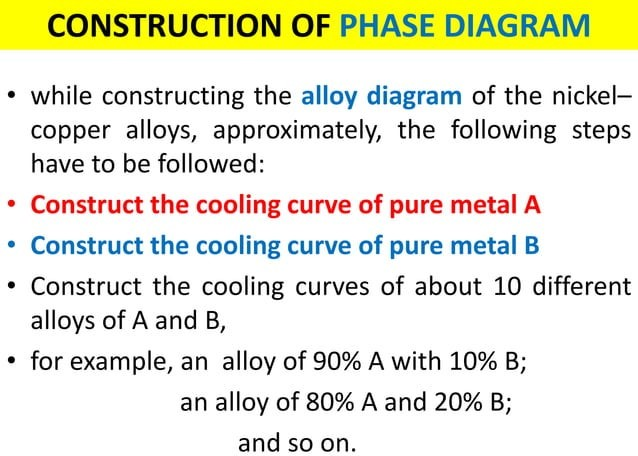 CONSTRUCTION OF PHASE DIAGRAM
• while constructing the alloy diagram of the nickel–
copper alloys, approximately, the following steps
have to be followed:
• Construct the cooling curve of pure metal A
• Construct the cooling curve of pure metal B
• Construct the cooling curves of about 10 different
alloys of A and B,
• for example, an alloy of 90% A with 10% B;
an alloy of 80% A and 20% B;
and so on.